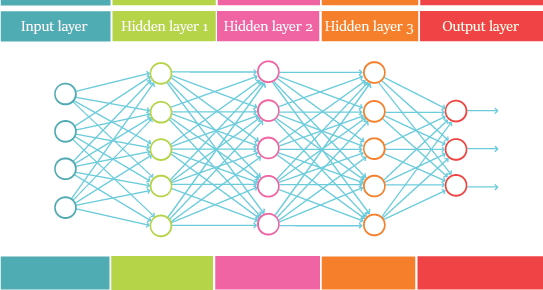 Input layer
Hidden layer 1
Hidden layer 2
Hidden layer 3
Output layer